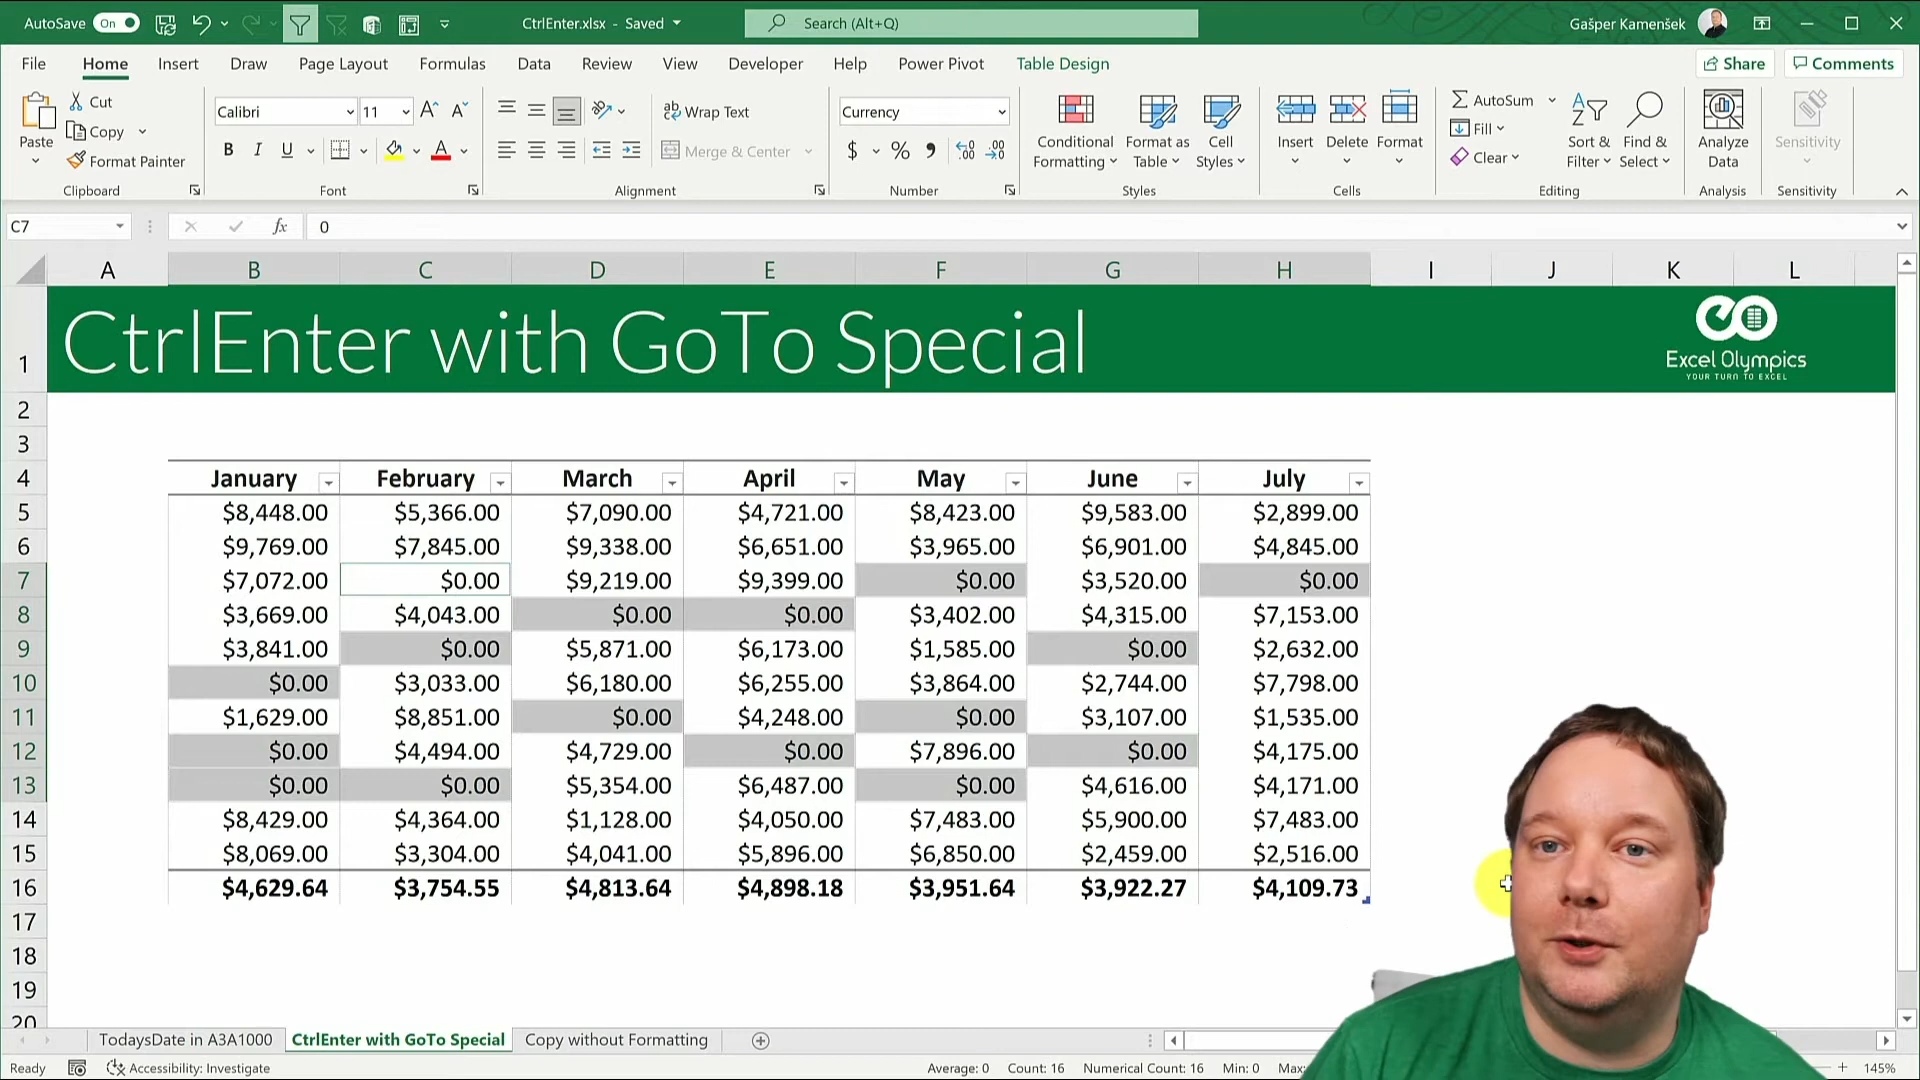 AutoSave On
CtrlEnter.xlsx - Saved
Search (Alt+Q)
Gašper Kamenšek
File Home Insert Draw Page Layout Formulas Data Review View Developer Help Power Pivot Table Design
Share
Comments
Paste
Cut
Copy
Format Painter
Clipboard
Calibri 11
B I U A
Font
Wrap Text
Merge & Center
Alignment
Currency
$ %
Number
Conditional Formatting
Format as Table
Cell Styles
Styles
Insert
Delete
Format
Cells
AutoSum
Fill
Clear
Sort & Filter
Find & Select
Editing
Analyze Data
Analysis
Sensitivity
Sensitivity
C7 fx 0
A B C D E F G H I J K L
1 CtrlEnter with GoTo Special
Excel Olympics
YOUR TURN TO EXCEL
2
3
4 January February March April May June July
5 $8,448.00 $5,366.00 $7,090.00 $4,721.00 $8,423.00 $9,583.00 $2,899.00
6 $9,769.00 $7,845.00 $9,338.00 $6,651.00 $3,965.00 $6,901.00 $4,845.00
7 $7,072.00 $0.00 $9,219.00 $9,399.00 $0.00 $3,520.00 $0.00
8 $3,669.00 $4,043.00 $0.00 $0.00 $3,402.00 $4,315.00 $7,153.00
9 $3,841.00 $0.00 $5,871.00 $6,173.00 $1,585.00 $0.00 $2,632.00
10 $0.00 $3,033.00 $6,180.00 $6,255.00 $3,864.00 $2,744.00 $7,798.00
11 $1,629.00 $8,851.00 $0.00 $4,248.00 $0.00 $3,107.00 $1,535.00
12 $0.00 $4,494.00 $4,729.00 $0.00 $7,896.00 $0.00 $4,175.00
13 $0.00 $0.00 $5,354.00 $6,487.00 $0.00 $4,616.00 $4,171.00
14 $8,429.00 $4,364.00 $1,128.00 $4,050.00 $7,483.00 $5,900.00 $7,483.00
15 $8,069.00 $3,304.00 $4,041.00 $5,896.00 $6,850.00 $2,459.00 $2,516.00
16 $4,629.64 $3,754.55 $4,813.64 $4,898.18 $3,951.64 $3,922.27 $4,109.73
17
18
19
20
TodaysDate in A3A1000 CtrlEnter with GoTo Special Copy without Formatting
Ready Accessibility: Investigate Average: 0 Count: 16 Numerical Count: 16 Min: 0 Max: 145%